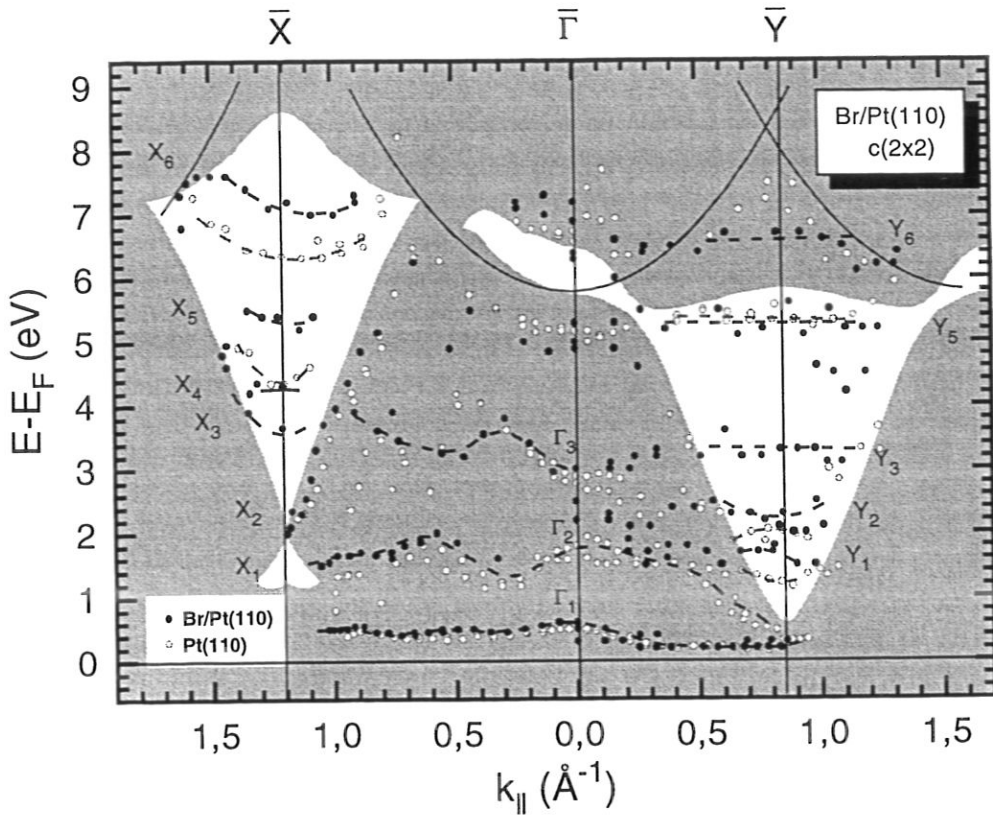 X̄ Γ̄ Ȳ
9
8
7
6
5
4
3
2
1
0
E-E_F (eV)
Br/Pt(110)
c(2x2)
X₆
X₅
X₄
X₃
X₂
X₁
Γ₃
Γ₂
Γ₁
Y₆
Y₅
Y₃
Y₂
Y₁
Br/Pt(110)
Pt(110)
1,5 1,0 0,5 0,0 0,5 1,0 1,5
k_|| (Å⁻¹)